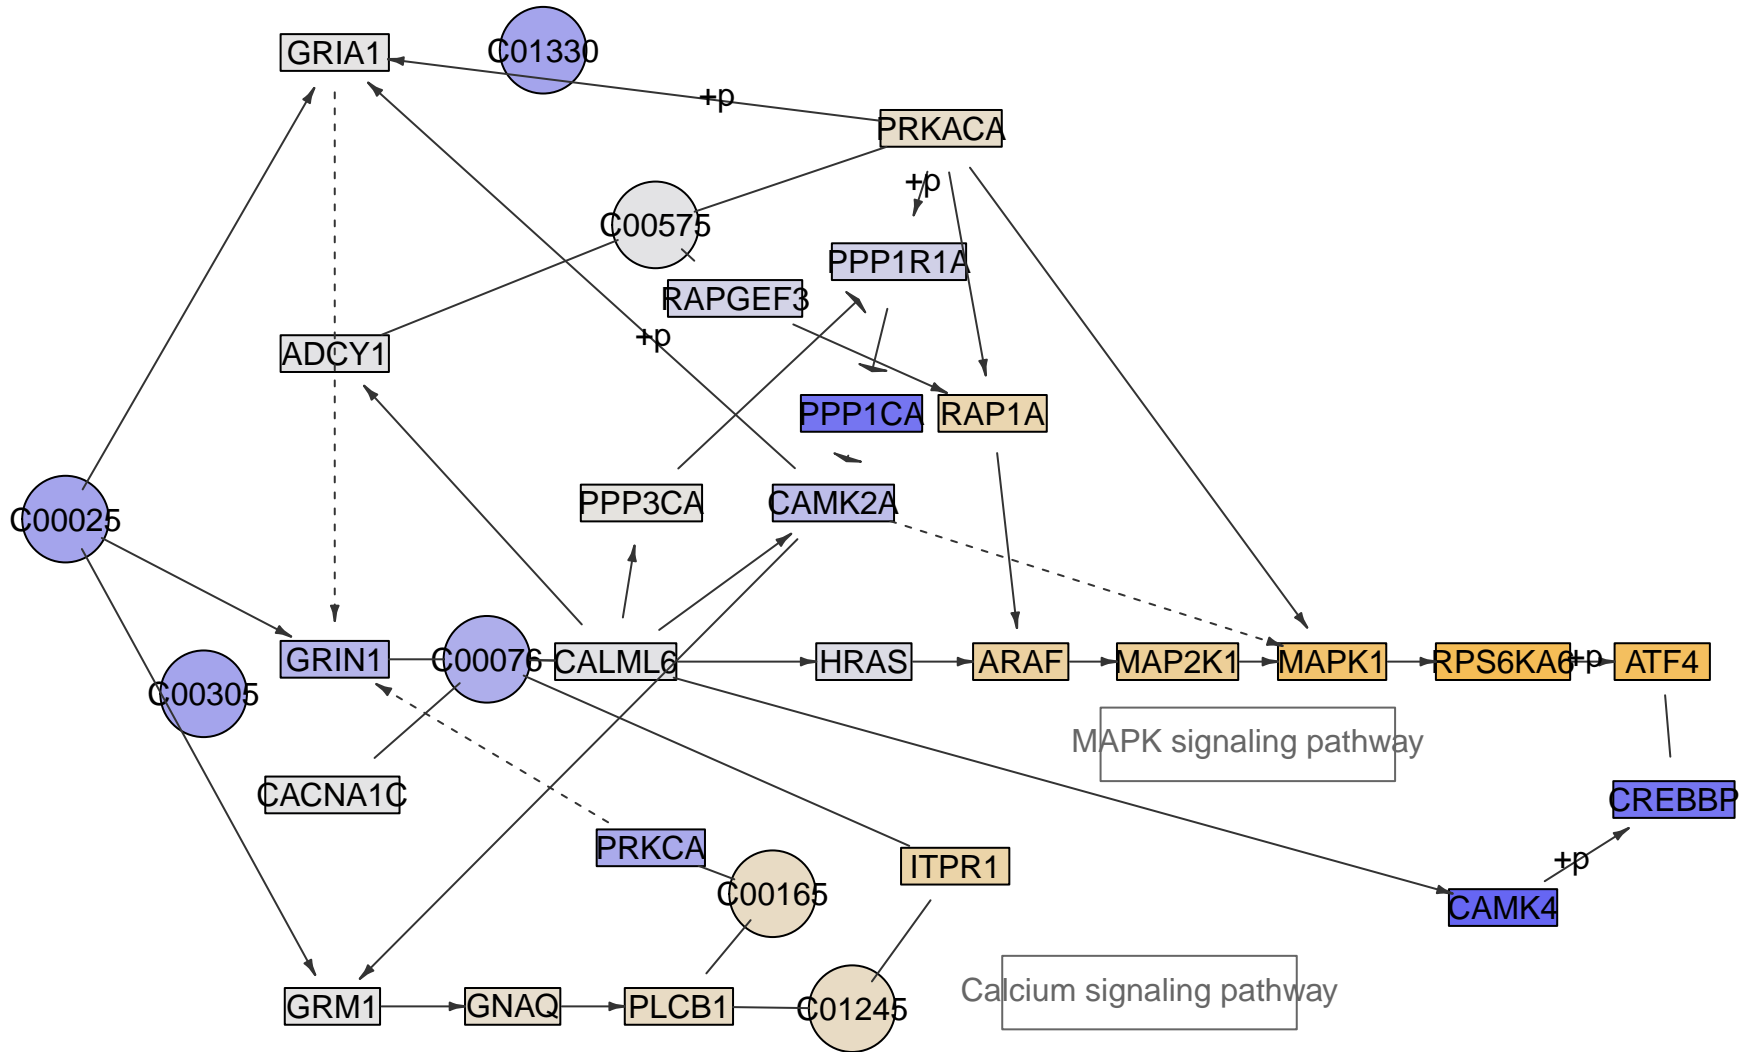 GRIA1
C01330
+p
PRKACA
+p
C00575
PPP1R1A
RAPGEF3
+p
ADCY1
PPP1CA
RAP1A
PPP3CA
CAMK2A
C00025
GRIN1
C00076
CALML6
HRAS
ARAF
MAP2K1
MAPK1
RPS6KA6
+p
ATF4
C00305
MAPK signaling pathway
CACNA1C
CREBBP
PRKCA
ITPR1
+p
C00165
CAMK4
Calcium signaling pathway
GRM1
GNAQ
PLCB1
C01245